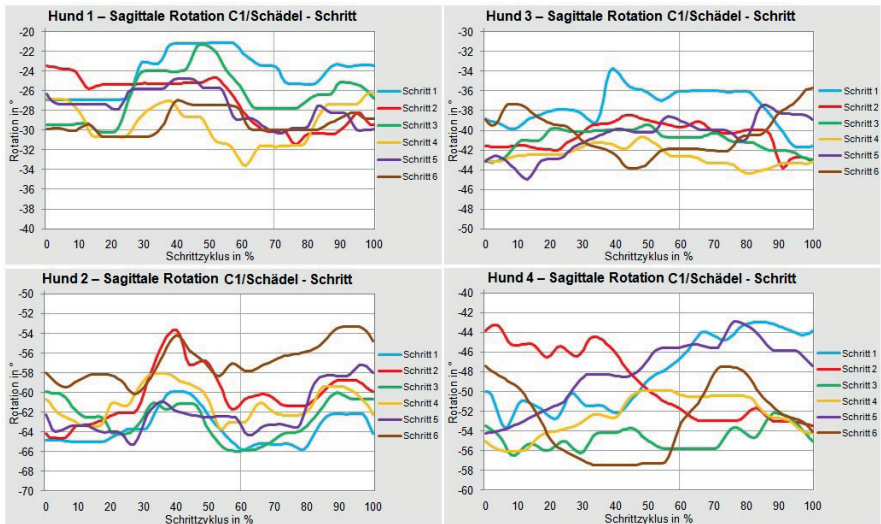 Hund 1 – Sagittale Rotation C1/Schädel - Schritt
Rotation in °
-20
-22
-24
-26
-28
-30
-32
-34
-36
-38
-40
0 10 20 30 40 50 60 70 80 90 100
Schrittzyklus in %
Schritt 1
Schritt 2
Schritt 3
Schritt 4
Schritt 5
Schritt 6
Hund 3 – Sagittale Rotation C1/Schädel - Schritt
Rotation in °
-30
-32
-34
-36
-38
-40
-42
-44
-46
-48
-50
0 10 20 30 40 50 60 70 80 90 100
Schrittzyklus in %
Schritt 1
Schritt 2
Schritt 3
Schritt 4
Schritt 5
Schritt 6
Hund 2 – Sagittale Rotation C1/Schädel - Schritt
Rotation in °
-50
-54
-58
-62
-64
-66
-70
0 10 20 30 40 50 60 70 80 90 100
Schrittzyklus in %
Schritt 1
Schritt 2
Schritt 3
Schritt 4
Schritt 5
Schritt 6
Hund 4 – Sagittale Rotation C1/Schädel - Schritt
Rotation in °
-40
-42
-44
-46
-48
-50
-52
-54
-56
-58
-60
0 10 20 30 40 50 60 70 80 90 100
Schrittzyklus in %
Schritt 1
Schritt 2
Schritt 3
Schritt 4
Schritt 5
Schritt 6